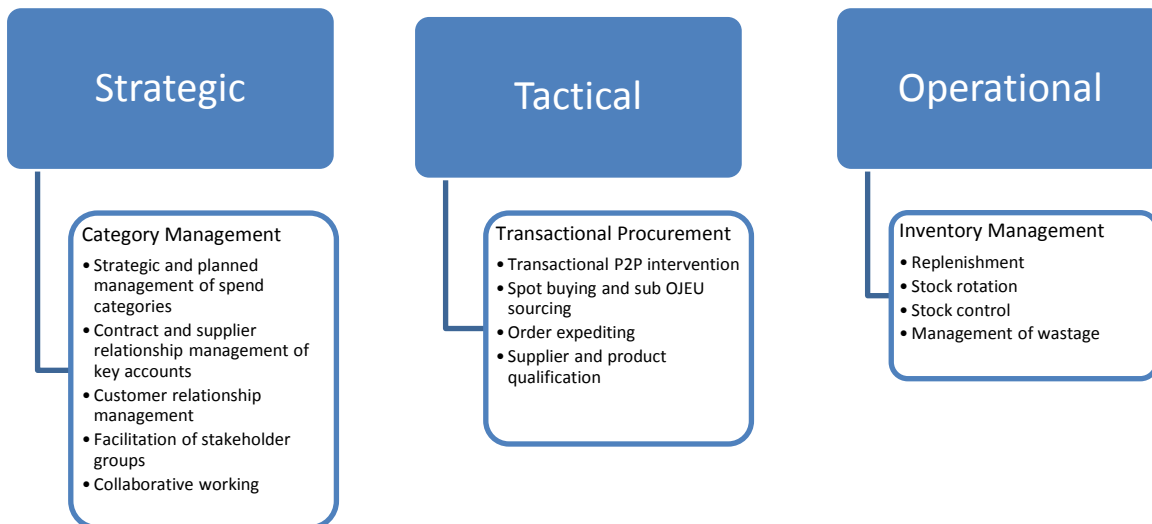 Strategic
Category Management
• Strategic and planned
management of spend
categories
• Contract and supplier
relationship management of
key accounts
• Customer relationship
management
• Facilitation of stakeholder
groups
• Collaborative working
Tactical
Transactional Procurement
• Transactional P2P intervention
• Spot buying and sub OJEU
sourcing
• Order expediting
• Supplier and product
qualification
Operational
Inventory Management
• Replenishment
• Stock rotation
• Stock control
• Management of wastage